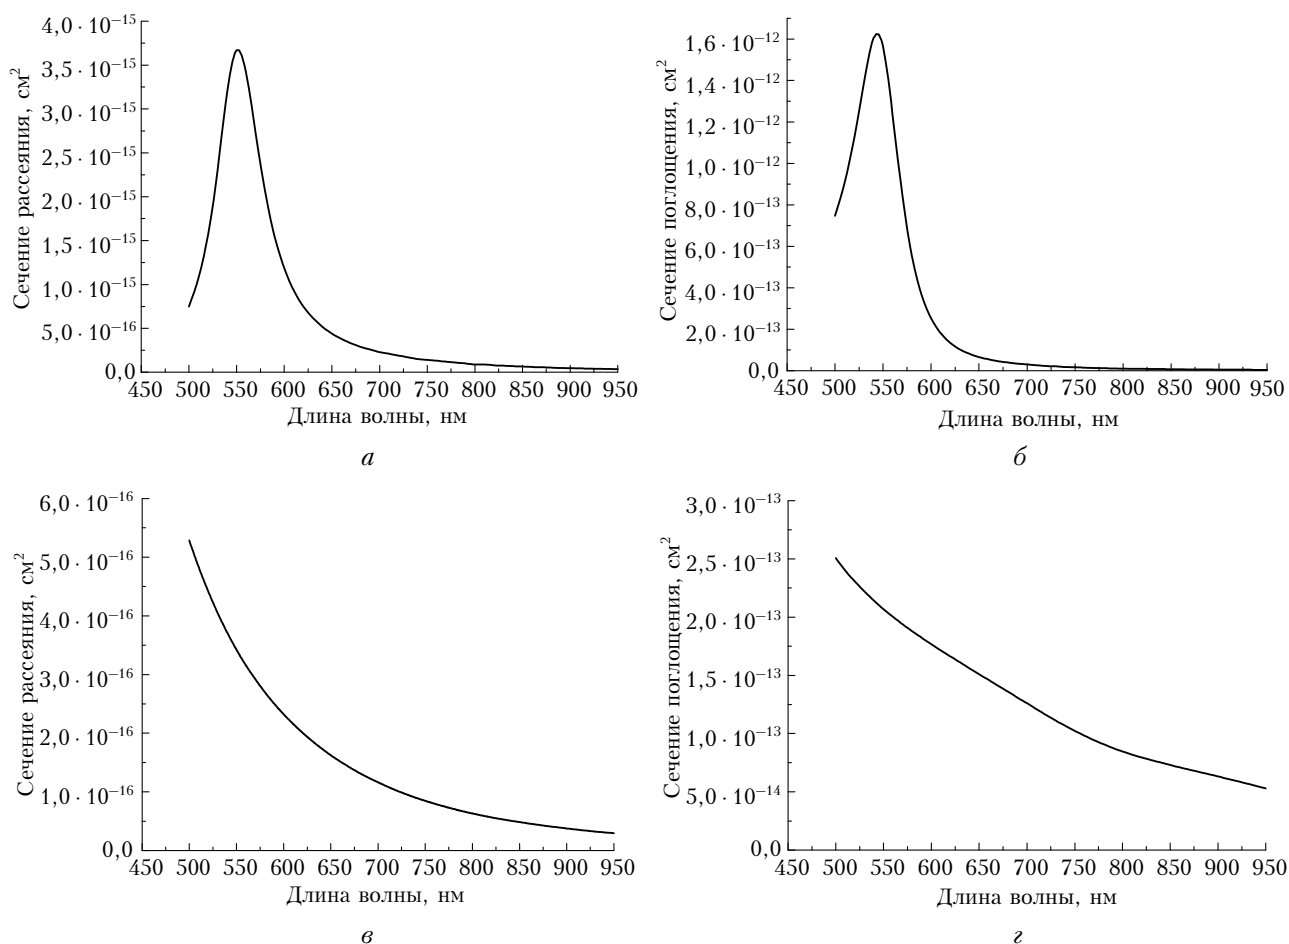 Сечение рассеяния, см²
4,0 · 10⁻¹⁵
3,5 · 10⁻¹⁵
3,0 · 10⁻¹⁵
2,5 · 10⁻¹⁵
2,0 · 10⁻¹⁵
1,5 · 10⁻¹⁵
1,0 · 10⁻¹⁵
5,0 · 10⁻¹⁶
0,0
450 500 550 600 650 700 750 800 850 900 950
Длина волны, нм
а
Сечение поглощения, см²
1,6 · 10⁻¹²
1,4 · 10⁻¹²
1,2 · 10⁻¹²
1,0 · 10⁻¹²
8,0 · 10⁻¹³
6,0 · 10⁻¹³
4,0 · 10⁻¹³
2,0 · 10⁻¹³
0,0
450 500 550 600 650 700 750 800 850 900 950
Длина волны, нм
б
Сечение рассеяния, см²
6,0 · 10⁻¹⁶
5,0 · 10⁻¹⁶
4,0 · 10⁻¹⁶
3,0 · 10⁻¹⁶
2,0 · 10⁻¹⁶
1,0 · 10⁻¹⁶
0,0
450 500 550 600 650 700 750 800 850 900 950
Длина волны, нм
в
Сечение поглощения, см²
3,0 · 10⁻¹³
2,5 · 10⁻¹³
2,0 · 10⁻¹³
1,5 · 10⁻¹³
1,0 · 10⁻¹³
5,0 · 10⁻¹⁴
0,0
450 500 550 600 650 700 750 800 850 900 950
Длина волны, нм
г